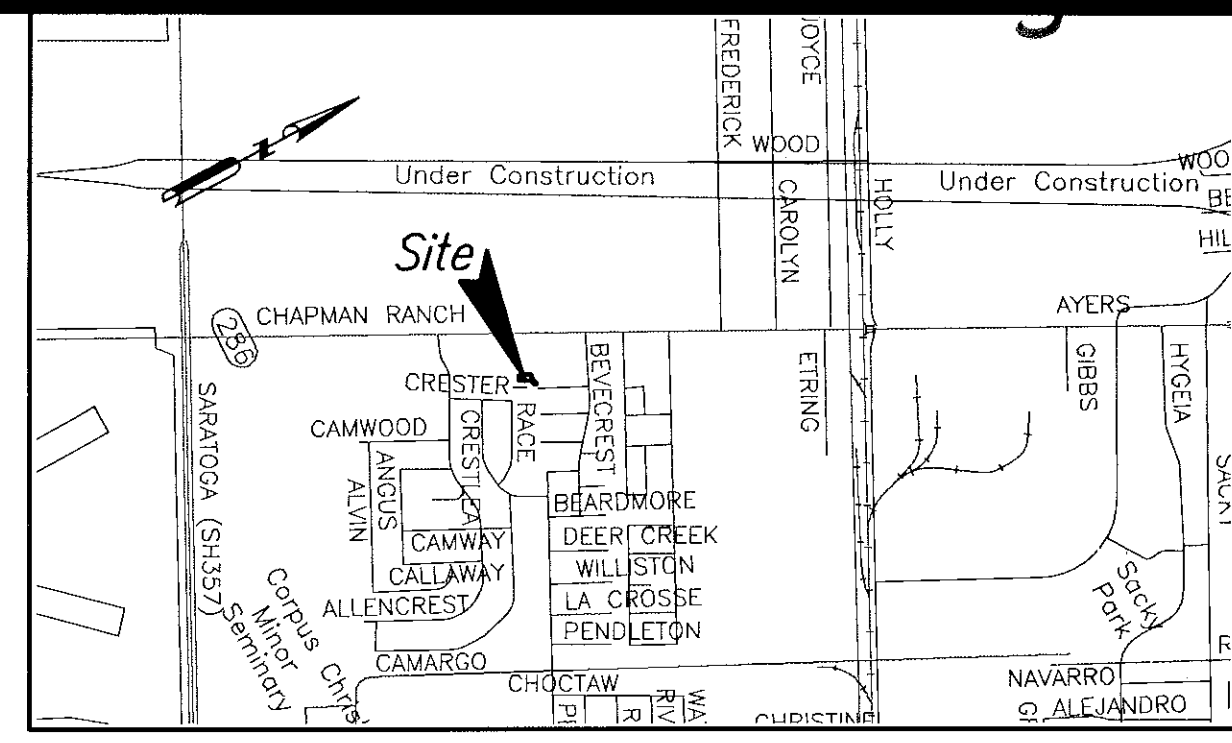 FREDERICK
JOYCE
N
WOOD
Under Construction
CAROLYN
HOLLY
Under Construction
Site
CHAPMAN RANCH
286
AYERS
SARATOGA (SH357)
CRESTER
RACE
BEVECREST
ETRING
GIBBS
HYGEIA
CAMWOOD
CRESTLEA
ANGUS
ALVIN
BEARDMORE
CAMWAY
DEER CREEK
CALLAWAY
WILLISTON
ALLENCREST
LA CROSSE
PENDLETON
Corpus Chris
Minor
Seminary
Sacky
Park
CAMARGO
CHOCTAW
NAVARRO
ALEJANDRO
CHRISTINE